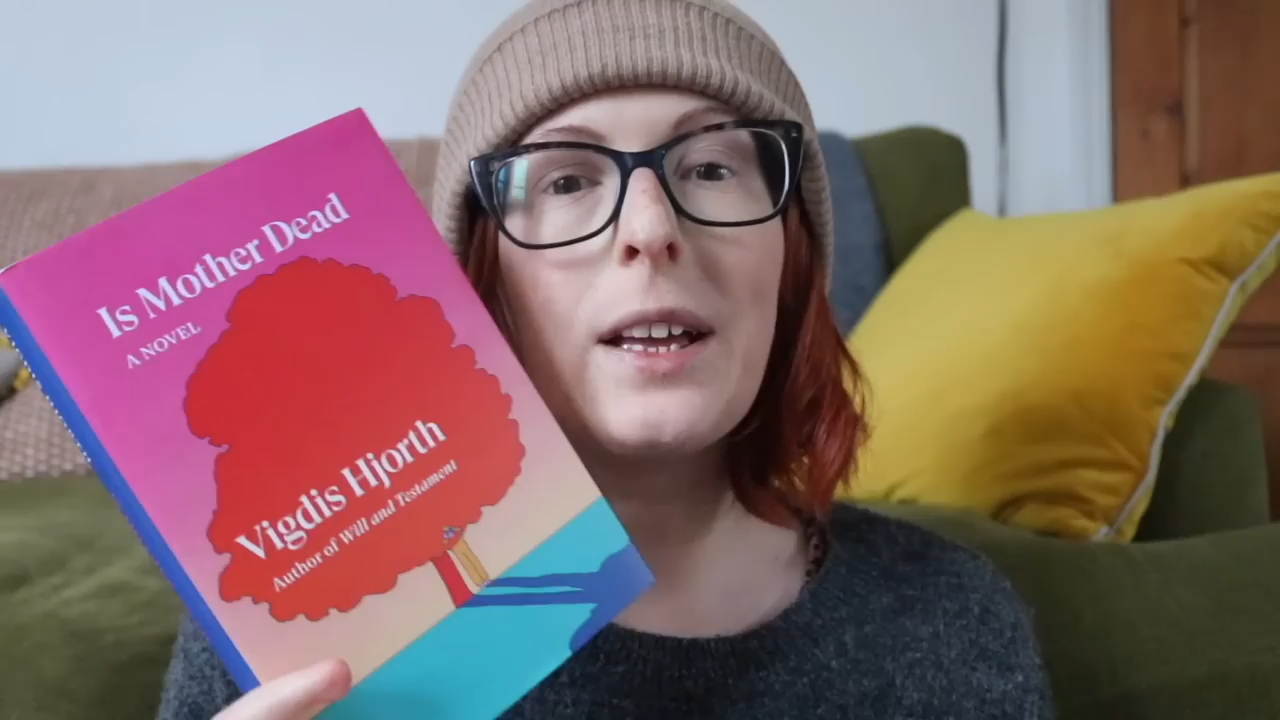 Is Mother Dead
A NOVEL
Vigdis Hjorth
Author of Will and Testament